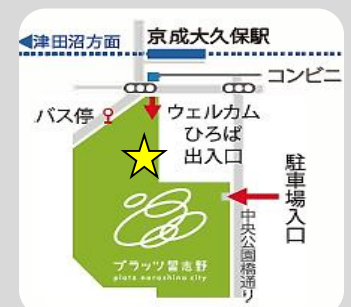 ◀津田沼方面
京成大久保駅
コンビニ
バス停
ウェルカム
ひろば
出入口
駐車場入口
中央公園橋通り
プラッツ習志野
platz narashino city